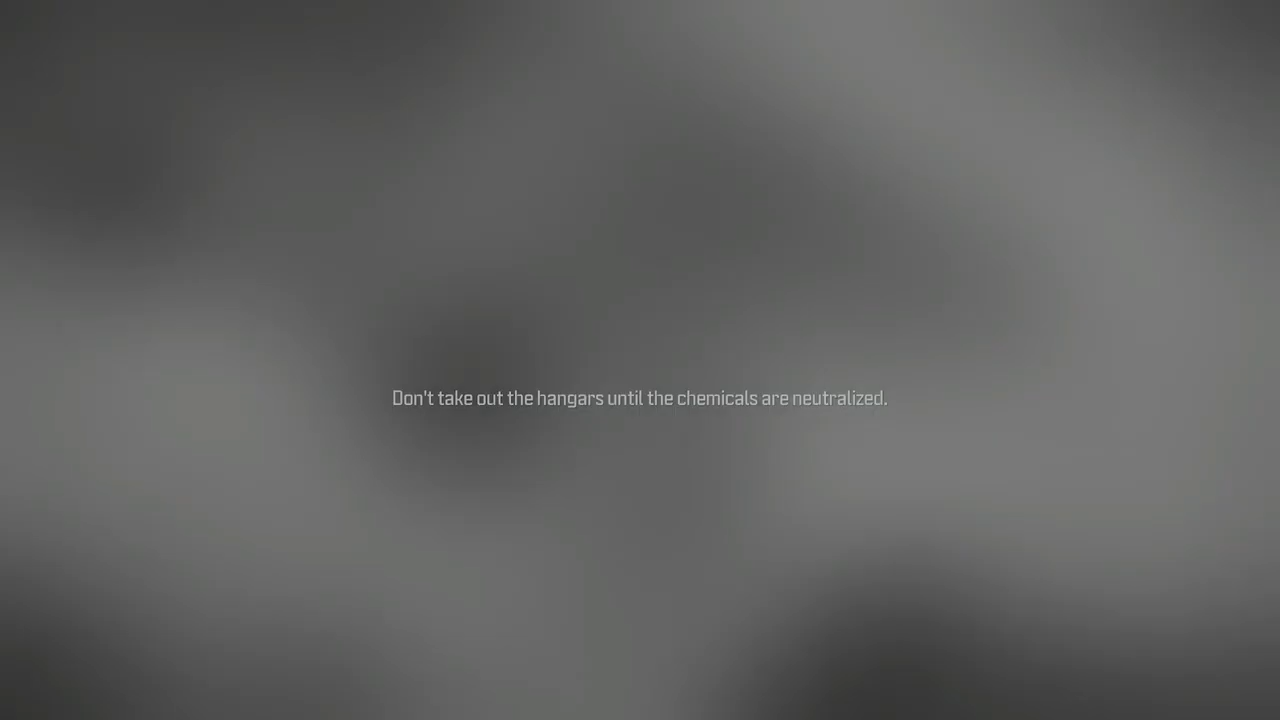 Don't take out the hangars until the chemicals are neutralized.